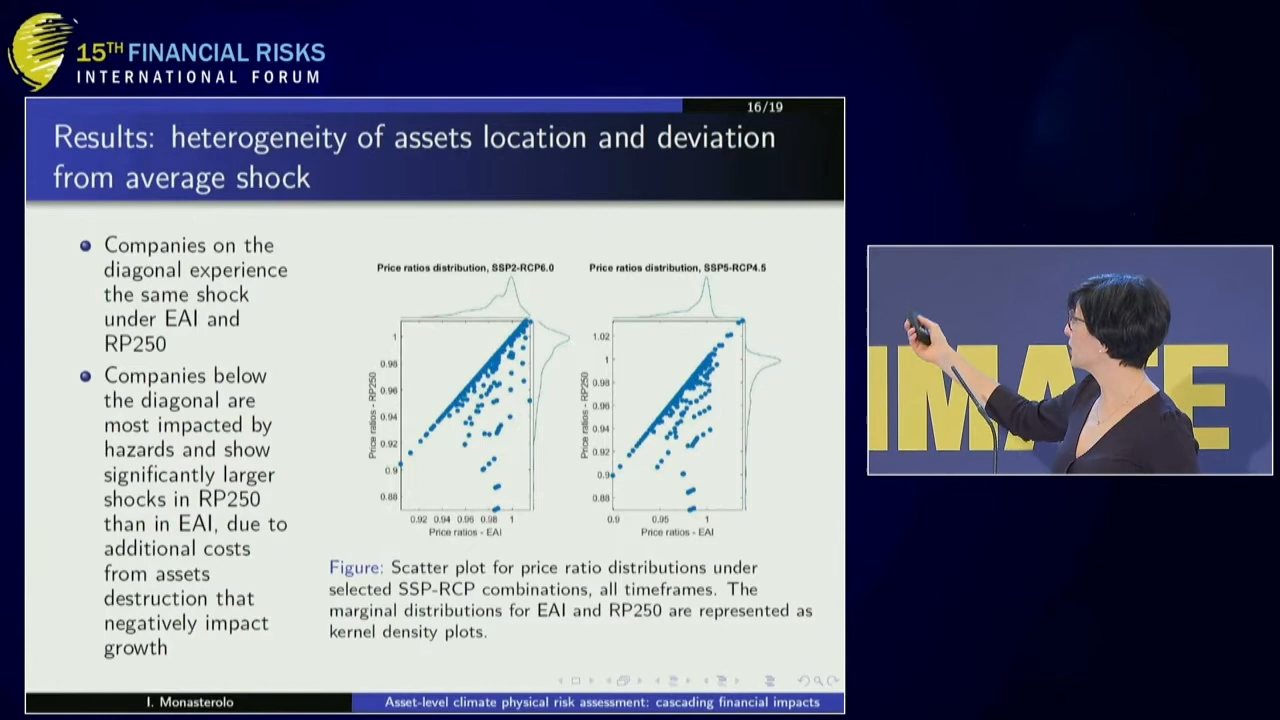 15TH FINANCIAL RISKS
INTERNATIONAL FORUM
16/19
Results: heterogeneity of assets location and deviation
from average shock
Companies on the
diagonal experience
the same shock
under EAI and
RP250
Companies below
the diagonal are
most impacted by
hazards and show
significantly larger
shocks in RP250
than in EAI, due to
additional costs
from assets
destruction that
negatively impact
growth
Price ratios distribution, SSP2-RCP6.0
1
0.98
0.96
0.94
0.92
0.9
0.88
Price ratios - RP250
0.92 0.94 0.96 0.98 1
Price ratios - EAI
Price ratios distribution, SSP5-RCP4.5
1.02
1
0.98
0.96
0.94
0.92
0.9
0.88
Price ratios - RP250
0.9 0.95 1
Price ratios - EAI
Figure: Scatter plot for price ratio distributions under
selected SSP-RCP combinations, all timeframes. The
marginal distributions for EAI and RP250 are represented as
kernel density plots.
I. Monasterolo
Asset-level climate physical risk assessment: cascading financial impacts
IMATE